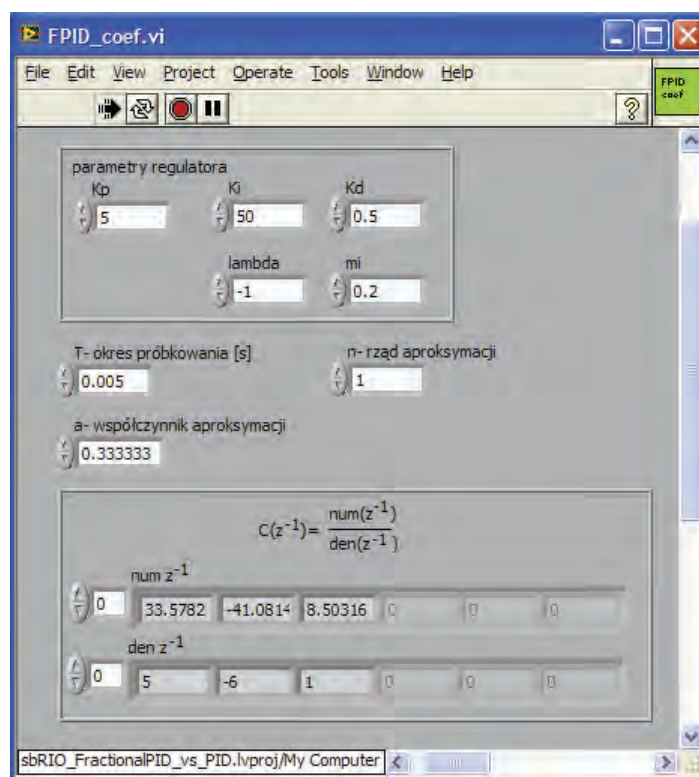 FPID_coef.vi
File Edit View Project Operate Tools Window Help
FPID
coef
parametry regulatora
Kp Ki Kd
5 50 0.5
lambda mi
-1 0.2
T- okres próbkowania [s] n- rząd aproksymacji
0.005 1
a- współczynnik aproksymacji
0.333333
C(z⁻¹)= num(z⁻¹)
den(z⁻¹)
num z⁻¹
0 33.5782 -41.0814 8.50316 0 0 0
den z⁻¹
0 5 -6 1 0 0 0
sbRIO_FractionalPID_vs_PID.lvproj/My Computer